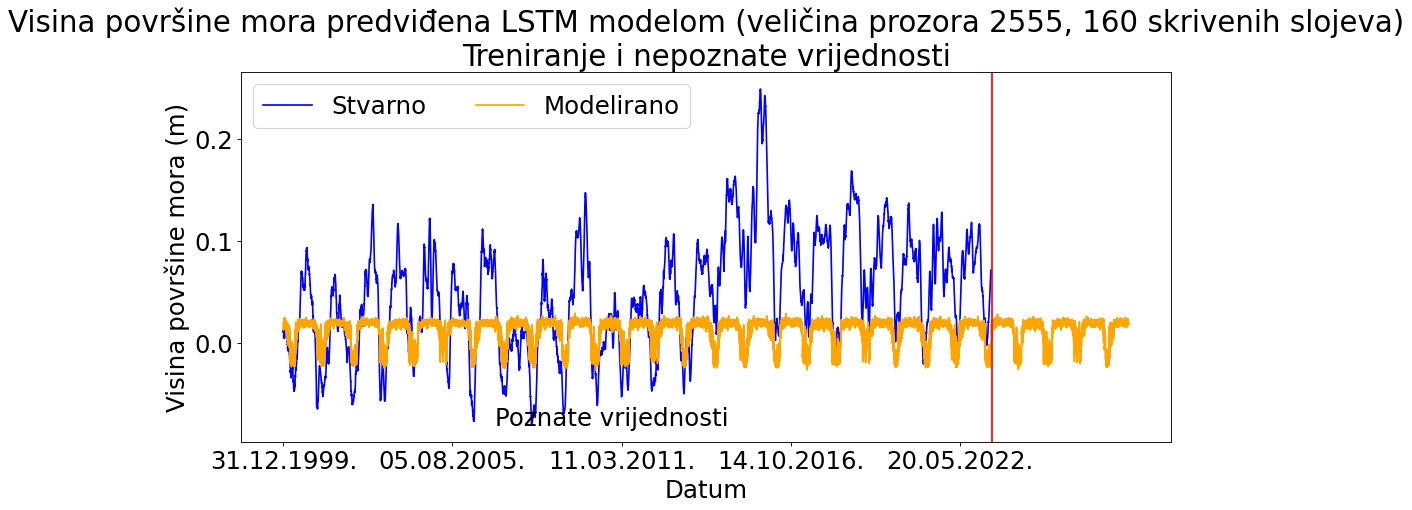 Visina površine mora predviđena LSTM modelom (veličina prozora 2555, 160 skrivenih slojeva)
Treniranje i nepoznate vrijednosti
Stvarno
Modelirano
Visina površine mora (m)
0.2
0.1
0.0
Poznate vrijednosti
31.12.1999.
05.08.2005.
11.03.2011.
14.10.2016.
20.05.2022.
Datum